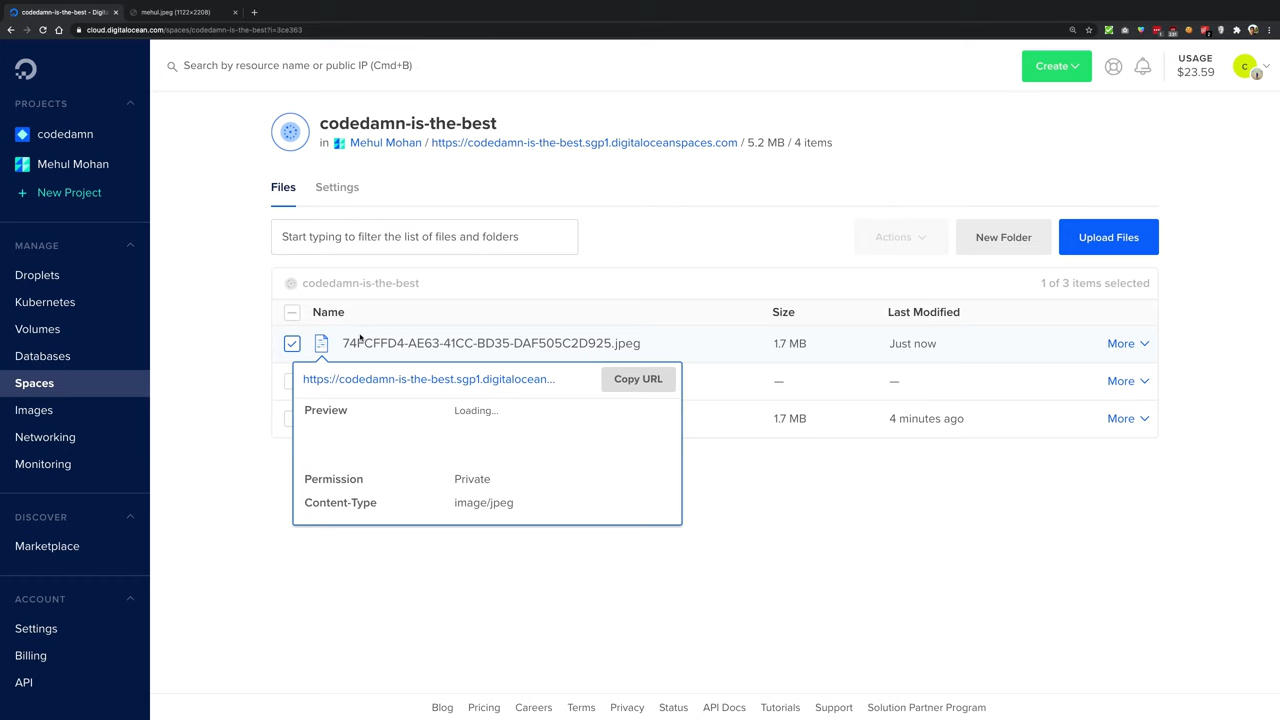 codedamn-is-the-best - Digit
mehul.jpeg (1122×2208)
cloud.digitalocean.com/spaces/codedamn-is-the-best?i=3ce363
PROJECTS
codedamn
Mehul Mohan
+ New Project
MANAGE
Droplets
Kubernetes
Volumes
Databases
Spaces
Images
Networking
Monitoring
DISCOVER
Marketplace
ACCOUNT
Settings
Billing
API
Search by resource name or public IP (Cmd+B)
Create
USAGE
$23.59
C
codedamn-is-the-best
in Mehul Mohan / https://codedamn-is-the-best.sgp1.digitaloceanspaces.com / 5.2 MB / 4 items
Files Settings
Start typing to filter the list of files and folders
Actions
New Folder
Upload Files
codedamn-is-the-best
1 of 3 items selected
Name Size Last Modified
74FCFFD4-AE63-41CC-BD35-DAF505C2D925.jpeg 1.7 MB Just now More
https://codedamn-is-the-best.sgp1.digitalocean... Copy URL
— — More
Preview Loading...
1.7 MB 4 minutes ago More
Permission Private
Content-Type image/jpeg
Blog Pricing Careers Terms Privacy Status API Docs Tutorials Support Solution Partner Program